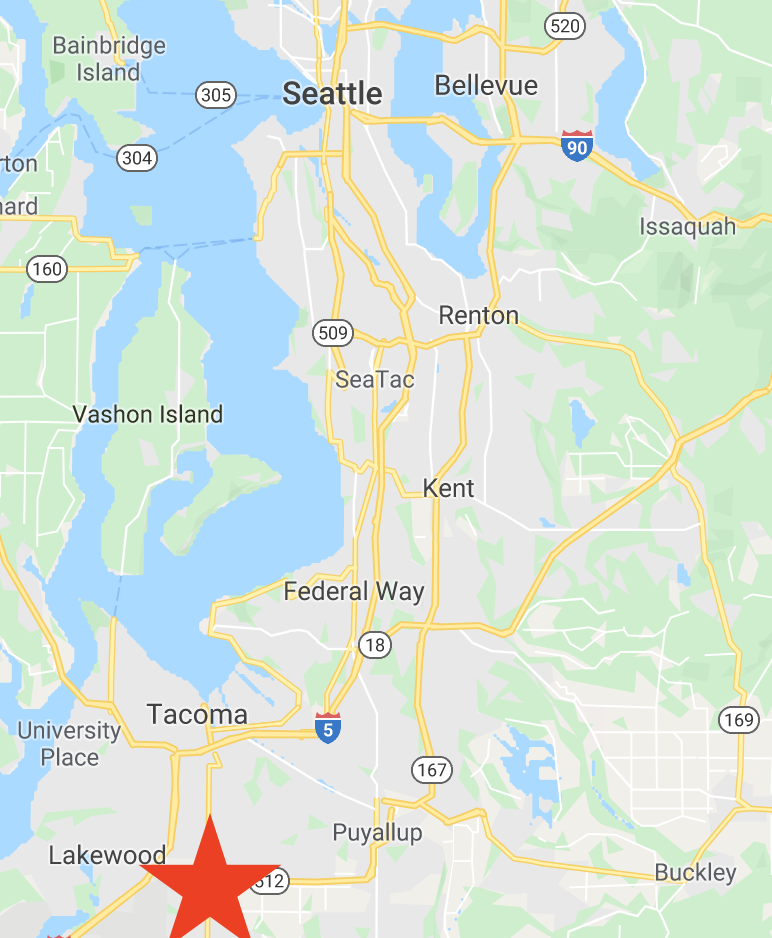 520
Bainbridge
Island
305
Seattle
Bellevue
304
90
rton
nard
Issaquah
160
Renton
509
SeaTac
Vashon Island
Kent
Federal Way
18
Tacoma
5
169
University
Place
167
Puyallup
Lakewood
512
Buckley